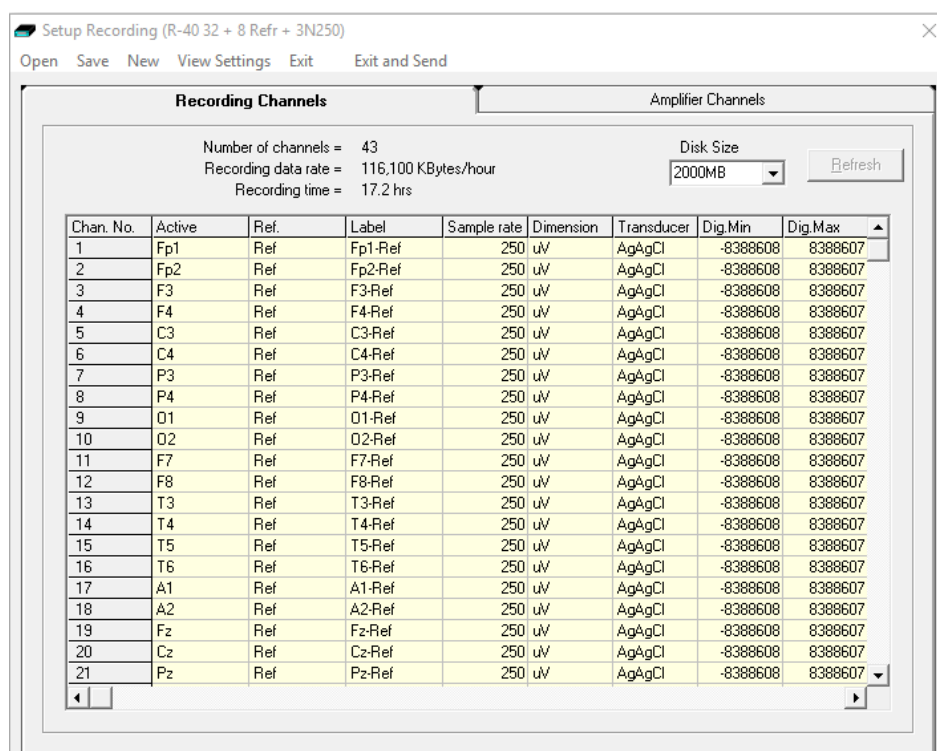 Setup Recording (R-40 32 + 8 Refr + 3N250)
Open Save New View Settings Exit Exit and Send
Recording Channels Amplifier Channels
Number of channels = 43 Disk Size
Recording data rate = 116,100 KBytes/hour 2000MB Refresh
Recording time = 17.2 hrs
Chan. No. Active Ref. Label Sample rate Dimension Transducer Dig.Min Dig.Max
1 Fp1 Ref Fp1-Ref 250 uV AgAgCl -8388608 8388607
2 Fp2 Ref Fp2-Ref 250 uV AgAgCl -8388608 8388607
3 F3 Ref F3-Ref 250 uV AgAgCl -8388608 8388607
4 F4 Ref F4-Ref 250 uV AgAgCl -8388608 8388607
5 C3 Ref C3-Ref 250 uV AgAgCl -8388608 8388607
6 C4 Ref C4-Ref 250 uV AgAgCl -8388608 8388607
7 P3 Ref P3-Ref 250 uV AgAgCl -8388608 8388607
8 P4 Ref P4-Ref 250 uV AgAgCl -8388608 8388607
9 O1 Ref O1-Ref 250 uV AgAgCl -8388608 8388607
10 O2 Ref O2-Ref 250 uV AgAgCl -8388608 8388607
11 F7 Ref F7-Ref 250 uV AgAgCl -8388608 8388607
12 F8 Ref F8-Ref 250 uV AgAgCl -8388608 8388607
13 T3 Ref T3-Ref 250 uV AgAgCl -8388608 8388607
14 T4 Ref T4-Ref 250 uV AgAgCl -8388608 8388607
15 T5 Ref T5-Ref 250 uV AgAgCl -8388608 8388607
16 T6 Ref T6-Ref 250 uV AgAgCl -8388608 8388607
17 A1 Ref A1-Ref 250 uV AgAgCl -8388608 8388607
18 A2 Ref A2-Ref 250 uV AgAgCl -8388608 8388607
19 Fz Ref Fz-Ref 250 uV AgAgCl -8388608 8388607
20 Cz Ref Cz-Ref 250 uV AgAgCl -8388608 8388607
21 Pz Ref Pz-Ref 250 uV AgAgCl -8388608 8388607